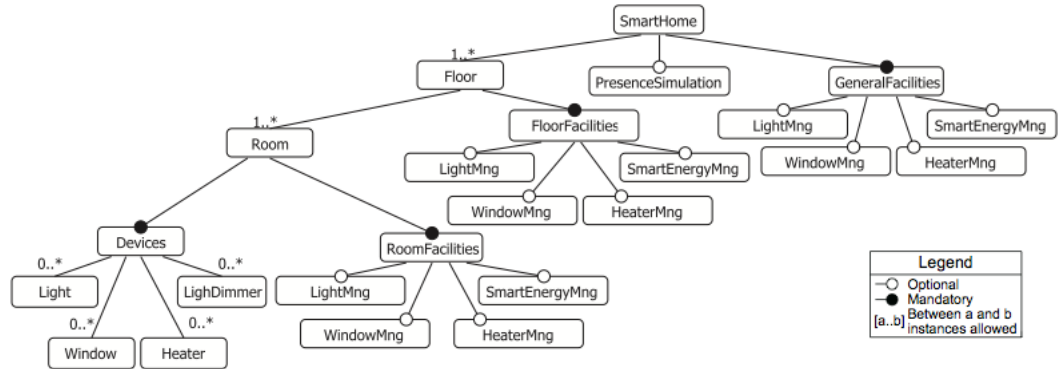 SmartHome
1..*
Floor
PresenceSimulation
GeneralFacilities
1..*
Room
FloorFacilities
LightMng
SmartEnergyMng
WindowMng
HeaterMng
LightMng
SmartEnergyMng
WindowMng
HeaterMng
Devices
RoomFacilities
0..*
0..*
Light
LighDimmer
LightMng
SmartEnergyMng
0..*
0..*
WindowMng
HeaterMng
Window
Heater
Legend
Optional
Mandatory
[a..b] Between a and b
instances allowed